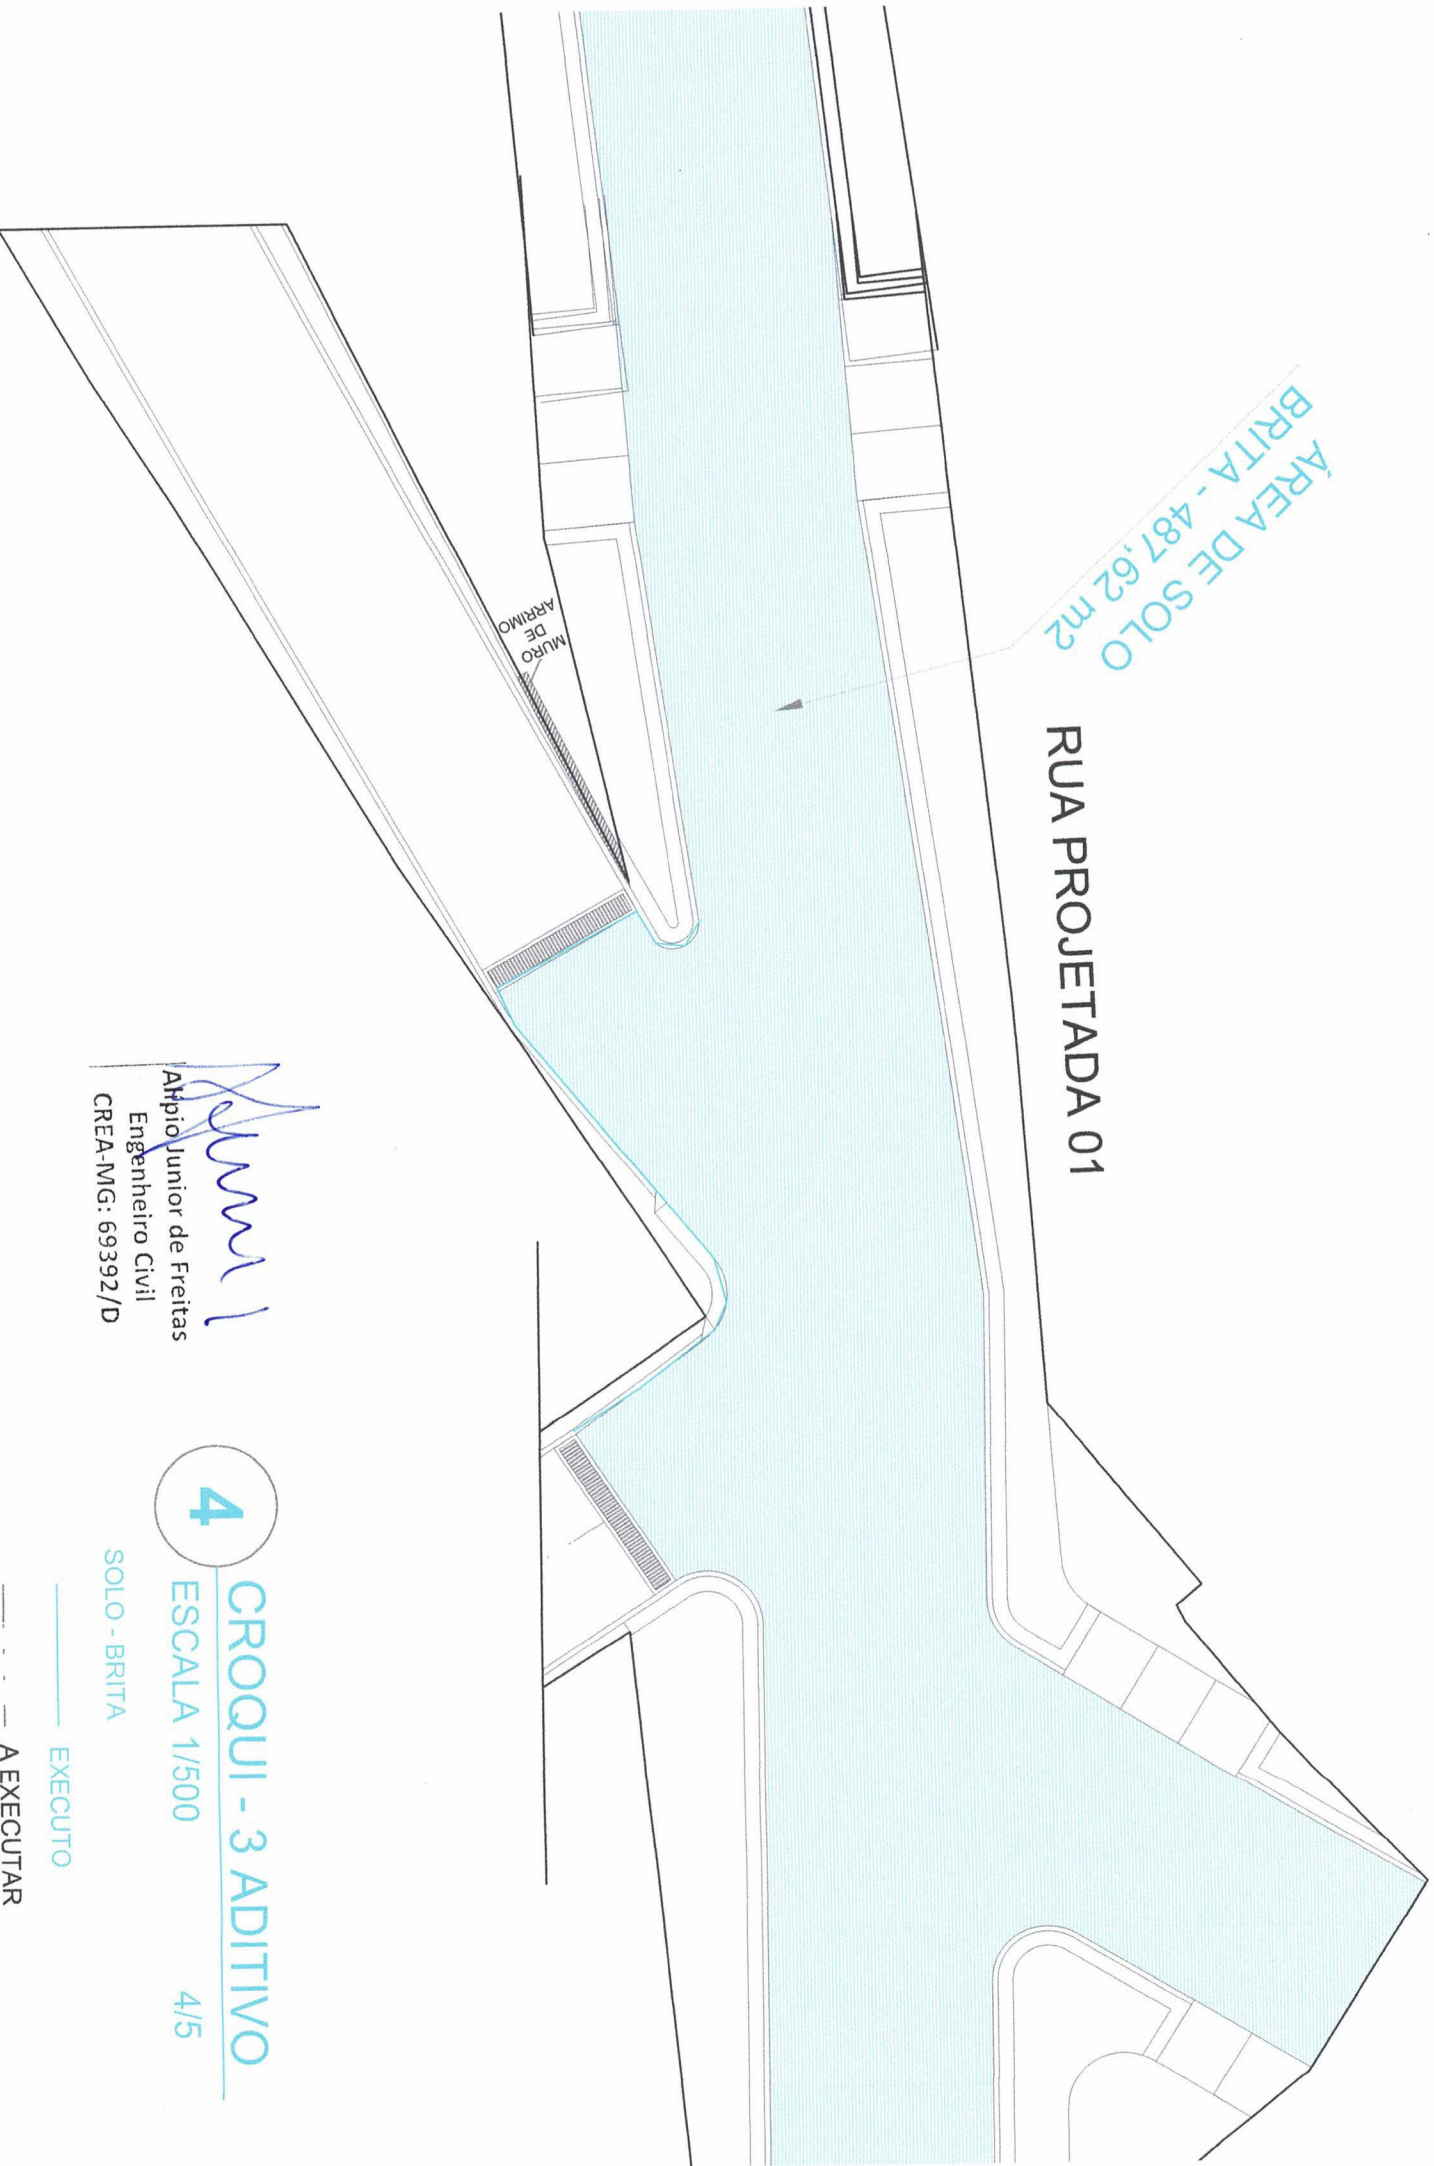 ÁREA DE SOLO
BRITA - 487,62 m2
RUA PROJETADA 01
MURO
DE
ARRIMO
Alípio Junior de Freitas
Engenheiro Civil
CREA-MG: 69392/D
4
CROQUI - 3 ADITIVO
ESCALA 1/500 4/5
SOLO - BRITA
EXECUTO
A EXECUTAR